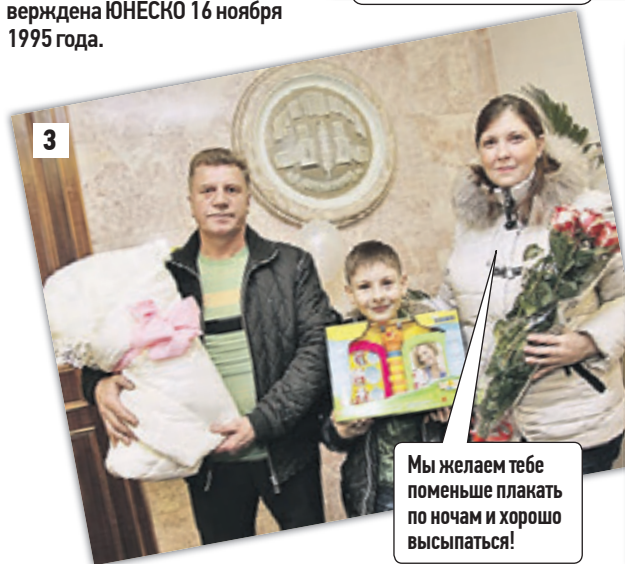 верждена ЮНЕСКО 16 ноября
1995 года.
3
Мы желаем тебе
поменьше плакать
по ночам и хорошо
высыпаться!